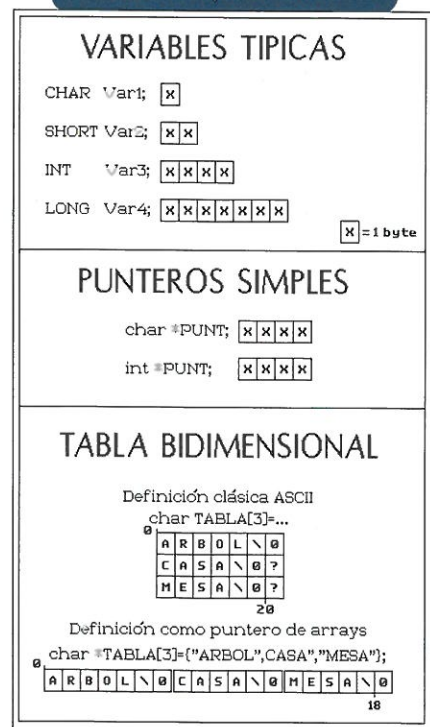 VARIABLES TIPICAS
CHAR Var1; x
SHORT Var2; x x
INT Var3; x x x x
LONG Var4; x x x x x x x
x =1 byte
PUNTEROS SIMPLES
char *PUNT; x x x x
int *PUNT; x x x x
TABLA BIDIMENSIONAL
Definición clásica ASCII
char TABLA[3]=...
0
A R B O L \ 0
C A S A \ 0 ?
M E S A \ 0 ?
20
Definición como puntero de arrays
char *TABLA[3]={"ARBOL",CASA","MESA"};
0
A R B O L \ 0 C A S A \ 0 M E S A \ 0
18